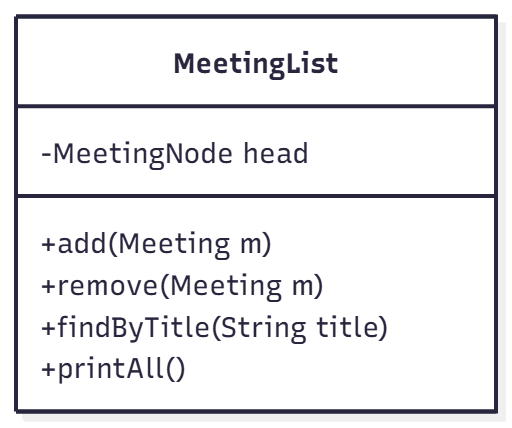 MeetingList
-MeetingNode head
+add(Meeting m)
+remove(Meeting m)
+findByTitle(String title)
+printAll()